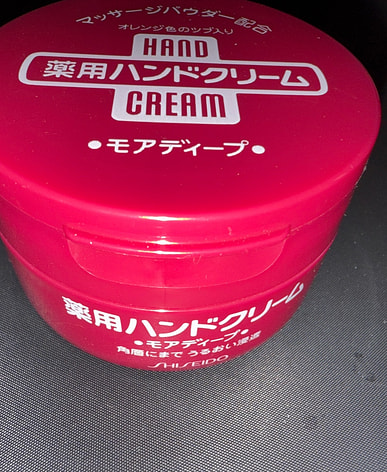 マッサージパウダー配合
オレンジ色のツブ入り
HAND
薬用ハンドクリーム
CREAM
•モアディープ•
薬用ハンドクリーム
•モアディープ•
角層にまで うるおい浸透
SHISEIDO